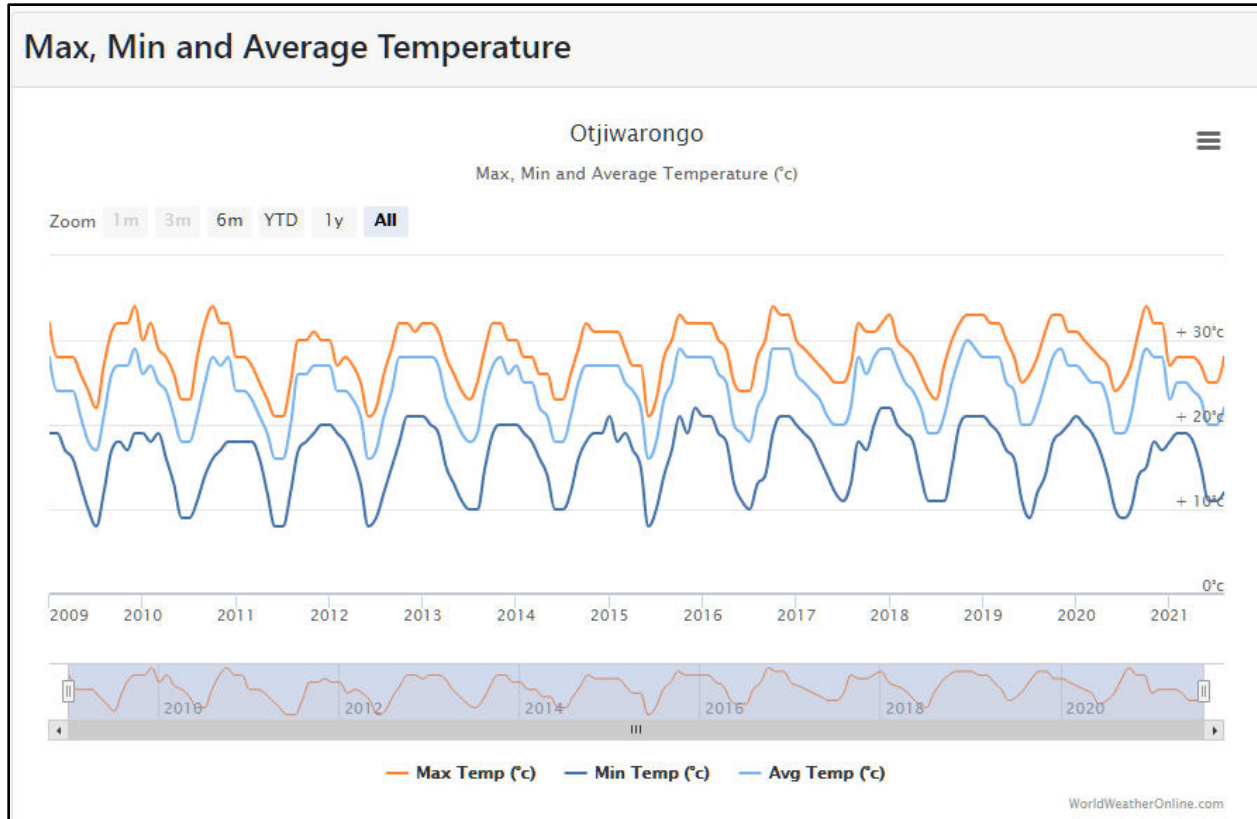 Max, Min and Average Temperature
Otjiwarongo
Max, Min and Average Temperature (°c)
Zoom 1m 3m 6m YTD 1y All
+ 30°c
+ 20°c
+ 10°c
0°c
2009 2010 2011 2012 2013 2014 2015 2016 2017 2018 2019 2020 2021
2010 2012 2014 2016 2018 2020
Max Temp (°c) Min Temp (°c) Avg Temp (°c)
WorldWeatherOnline.com